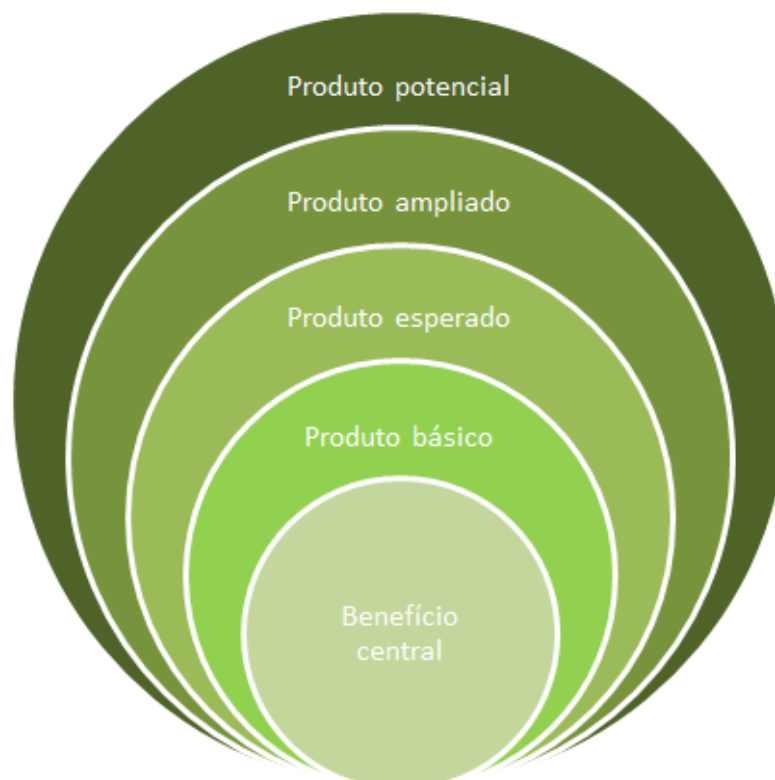 Produto potencial
Produto ampliado
Produto esperado
Produto básico
Benefício
central